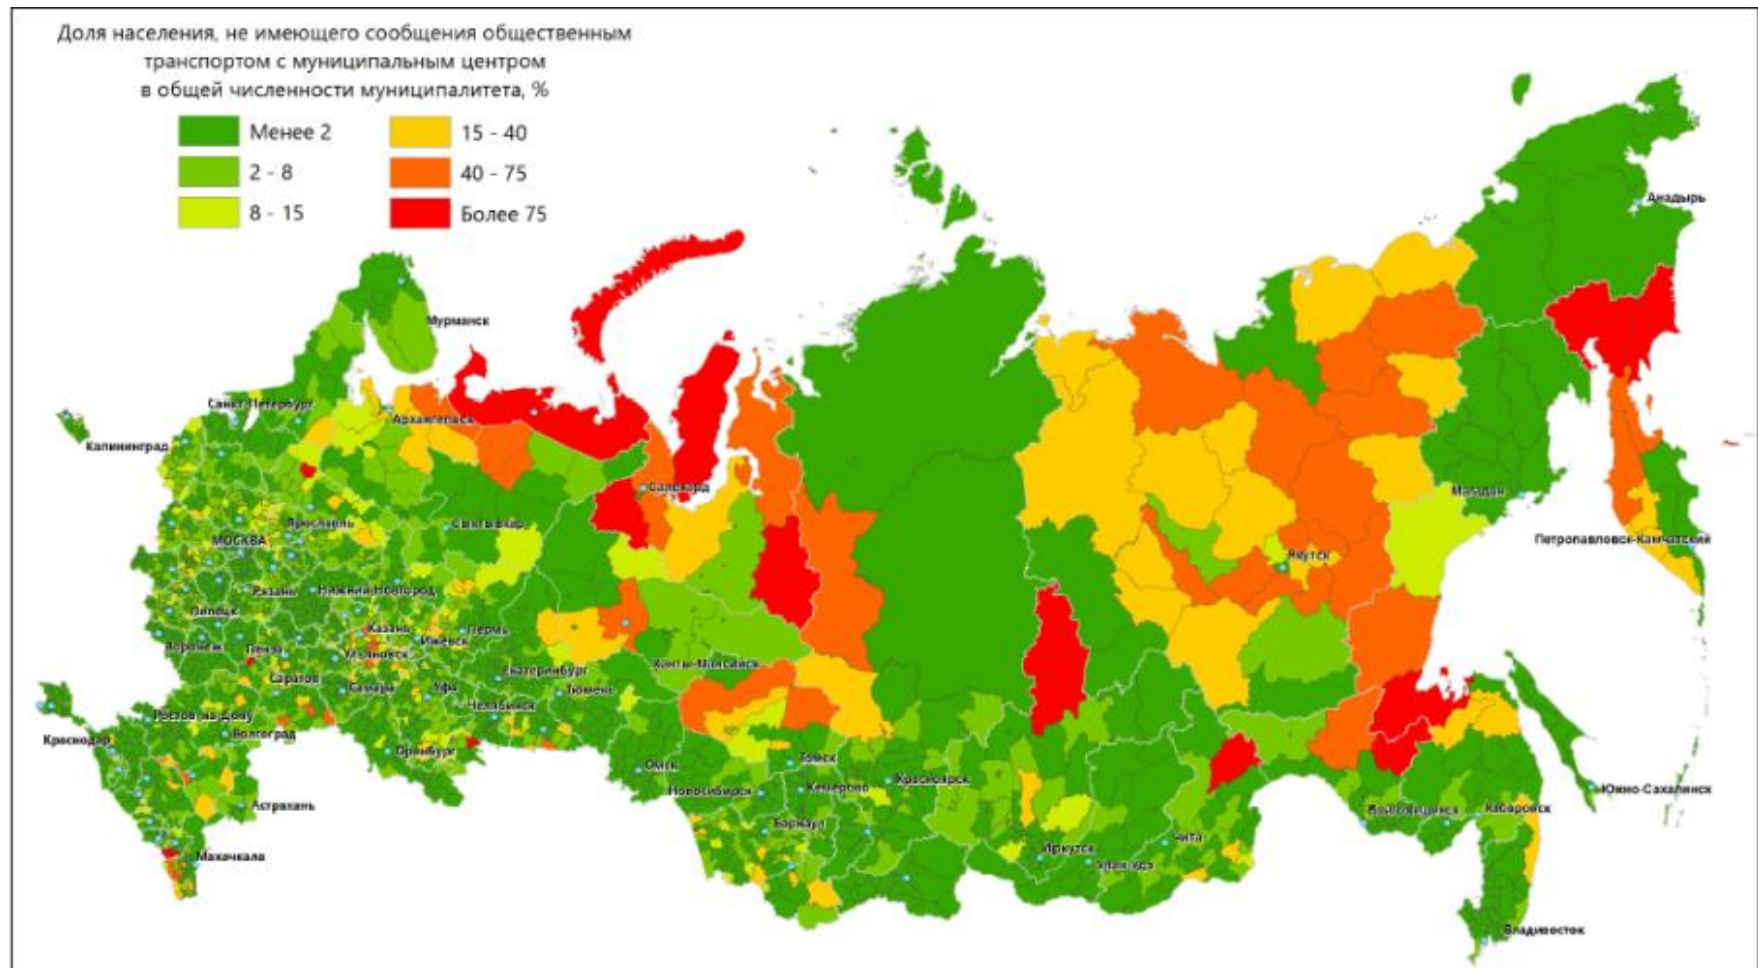 Доля населения, не имеющего сообщения общественным
транспортом с муниципальным центром
в общей численности муниципалитета, %
Менее 2
15 - 40
2 - 8
40 - 75
8 - 15
Более 75
Анадырь
Мурманск
Санкт-Петербург
Архангельск
Калининград
Салехард
Магадан
Ярославль
Сыктывкар
МОСКВА
Петропавловск-Камчатский
Якутск
Рязань
Нижний Новгород
Липецк
Казань
Пермь
Ижевск
Воронеж
Пенза
Ульяновск
Ханты-Мансийск
Екатеринбург
Саратов
Самара
Уфа
Тюмень
Челябинск
Ростов-на-Дону
Волгоград
Краснодар
Оренбург
Томск
Омск
Красноярск
Новосибирск
Кемерово
Южно-Сахалинск
Астрахань
Благовещенск
Хабаровск
Барнаул
Чита
Иркутск
Улан-Удэ
Махачкала
Владивосток